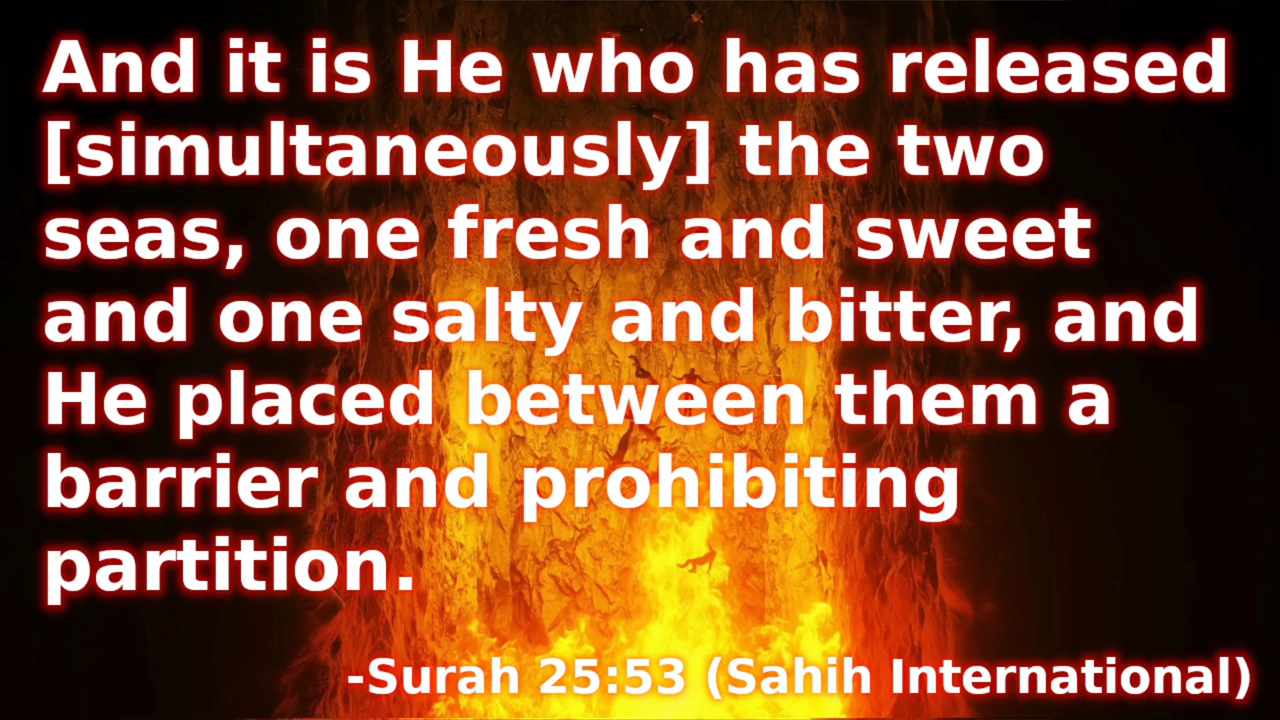 And it is He who has released
[simultaneously] the two
seas, one fresh and sweet
and one salty and bitter, and
He placed between them a
barrier and prohibiting
partition.
-Surah 25:53 (Sahih International)